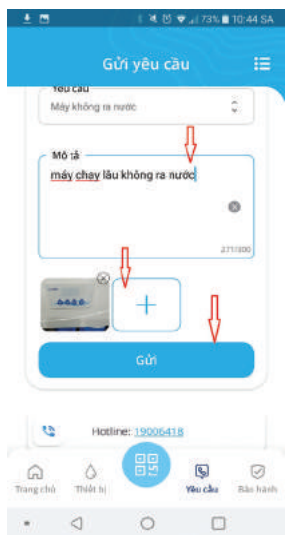 73% 10:44 SA
Gửi yêu cầu
Yêu cầu
Máy không ra nước
Mô tả
máy chạy lâu không ra nước
271/300
Gửi
Hotline: 19006418
Trang chủ Thiết bị Yêu cầu Bảo hành